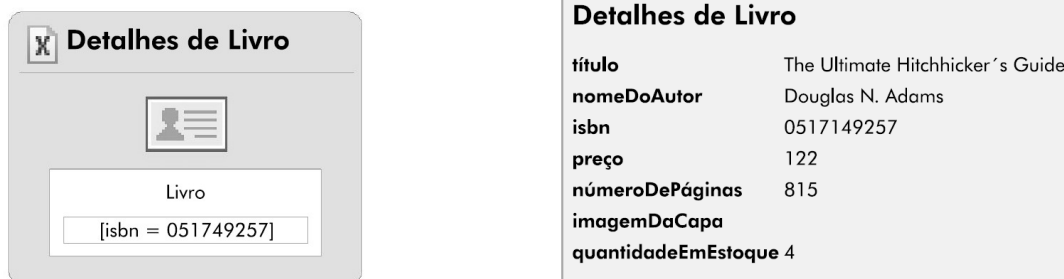 Detalhes de Livro
Livro
[isbn = 051749257]
Detalhes de Livro
título The Ultimate Hitchhicker´s Guide
nomeDoAutor Douglas N. Adams
isbn 0517149257
preço 122
númeroDePáginas 815
imagemDaCapa
quantidadeEmEstoque 4